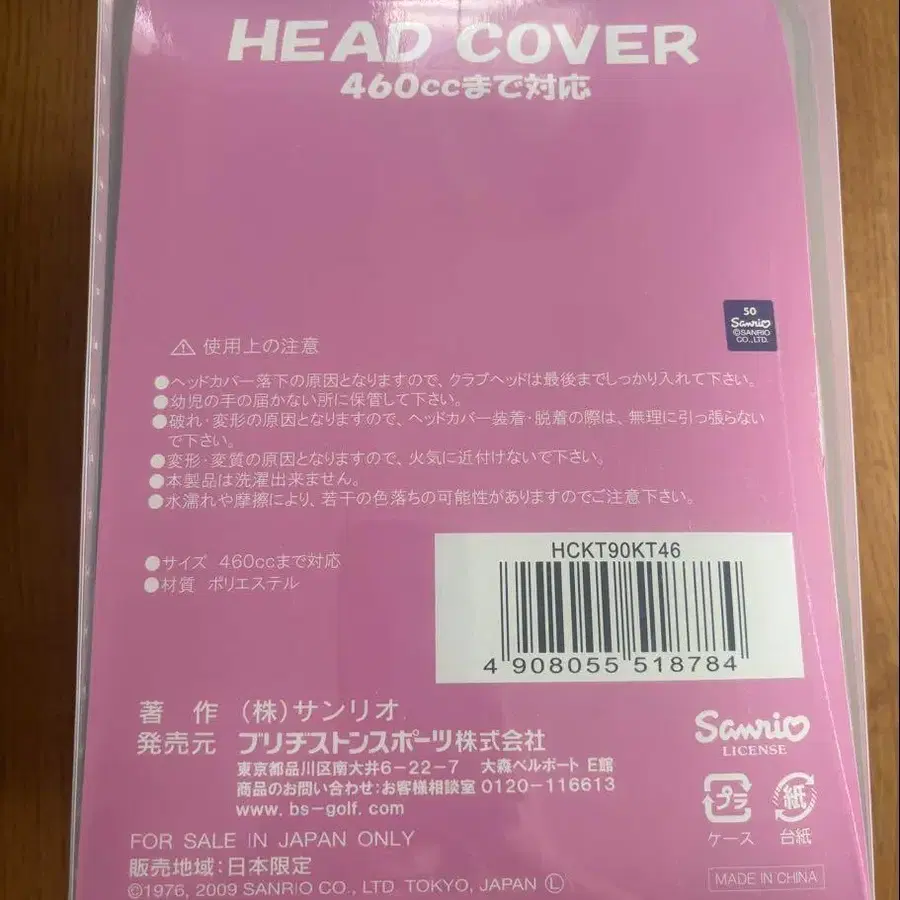 HEAD COVER
460ccまで対応
50
Sanrio
©SANRIO
CO.,LTD.
⚠ 使用上の注意
●ヘッドカバー落下の原因となりますので、クラブヘッドは最後までしっかり入れて下さい。
●幼児の手の届かない所に保管して下さい。
●破れ・変形の原因となりますので、ヘッドカバー装着・脱着の際は、無理に引っ張らない
で下さい。
●変形・変質の原因となりますので、火気に近付けないで下さい。
●本製品は洗濯出来ません。
●水濡れや摩擦により、若干の色落ちの可能性がありますのでご注意下さい。
●サイズ 460ccまで対応
●材質 ポリエステル
HCKT90KT46
4 908055 518784
著 作 (株)サンリオ
発売元 ブリヂストンスポーツ株式会社
東京都品川区南大井6-22-7 大森ベルポート E館
商品のお問い合わせ:お客様相談室 0120-116613
www.bs-golf.com
Sanrio
LICENSE
プラ
ケース
紙
台紙
FOR SALE IN JAPAN ONLY
販売地域:日本限定
©1976, 2009 SANRIO CO., LTD. TOKYO, JAPAN Ⓛ
MADE IN CHINA